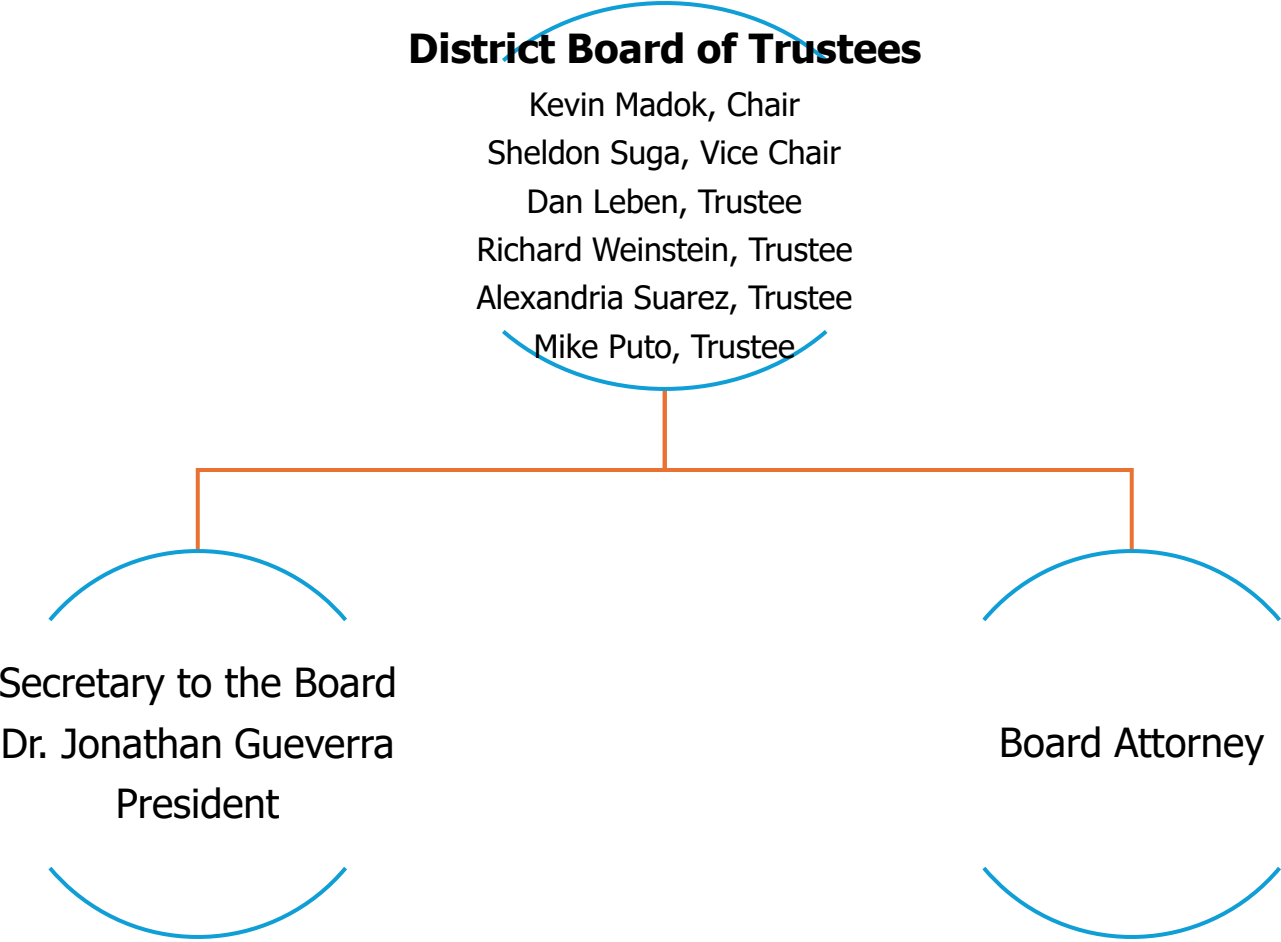 District Board of Trustees
Kevin Madok, Chair
Sheldon Suga, Vice Chair
Dan Leben, Trustee
Richard Weinstein, Trustee
Alexandria Suarez, Trustee
Mike Puto, Trustee
Secretary to the Board
Dr. Jonathan Gueverra
President
Board Attorney